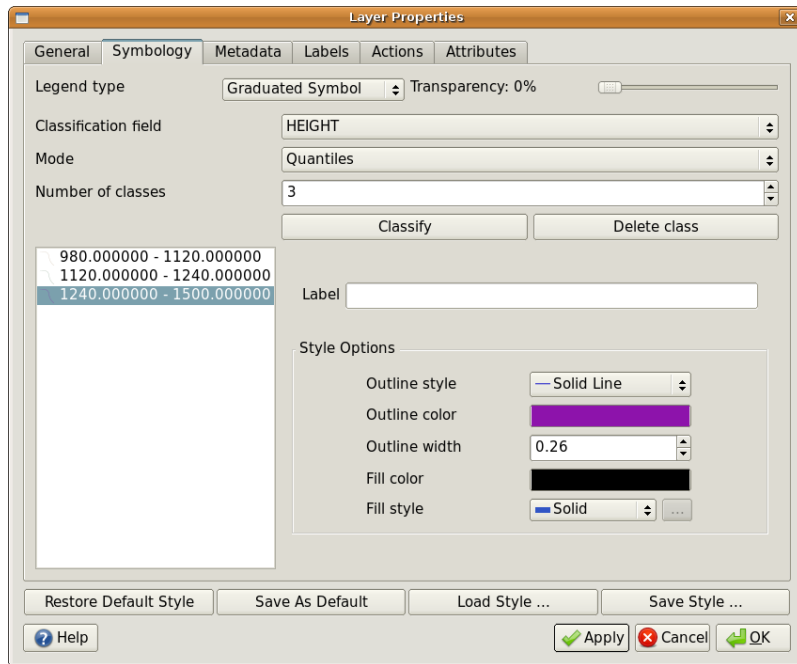 Layer Properties
General Symbology Metadata Labels Actions Attributes
Legend type Graduated Symbol Transparency: 0%
Classification field HEIGHT
Mode Quantiles
Number of classes 3
Classify Delete class
980.000000 - 1120.000000
1120.000000 - 1240.000000
1240.000000 - 1500.000000
Label
Style Options
Outline style Solid Line
Outline color
Outline width 0.26
Fill color
Fill style Solid ...
Restore Default Style Save As Default Load Style ... Save Style ...
Help Apply Cancel OK